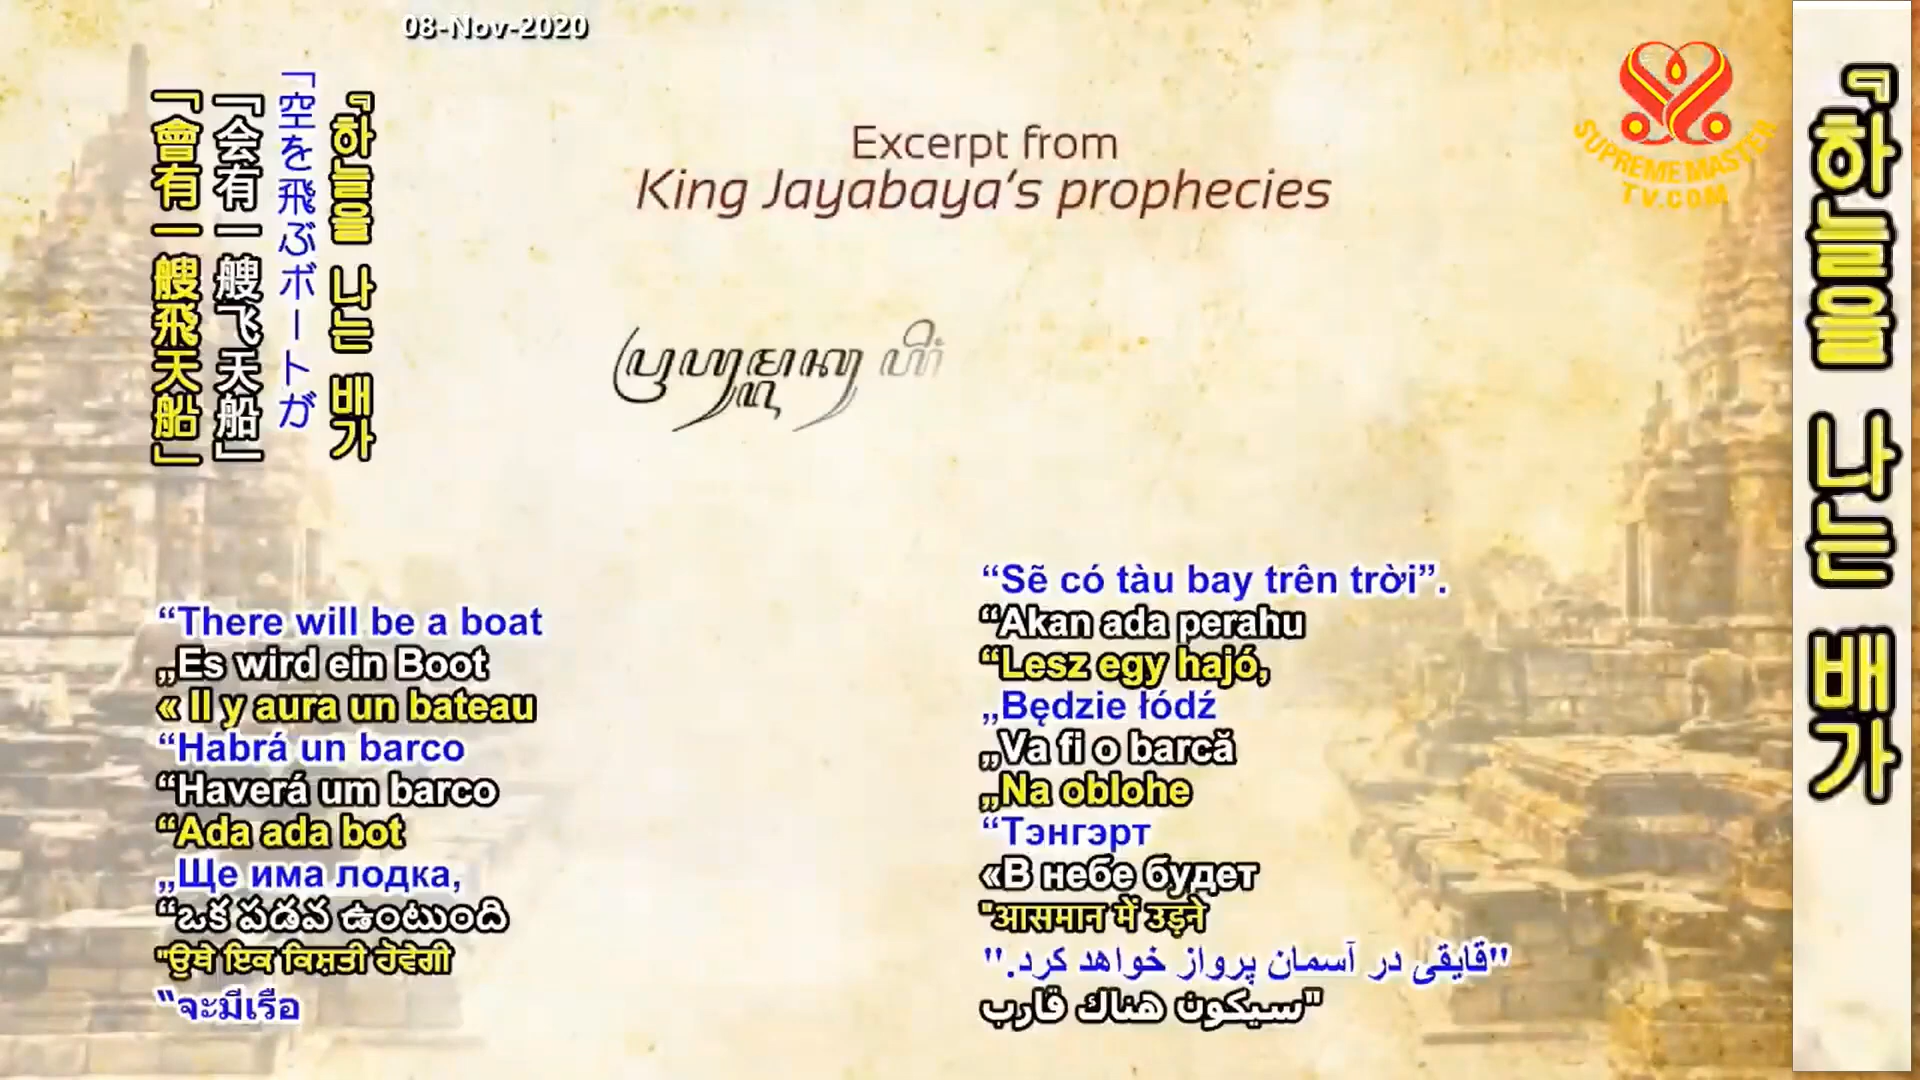 08-Nov-2020
Excerpt from
King Jayabaya‘s prophecies
SUPREME MASTER
TV.COM
『하늘을 나는 배가
「空を飛ぶボートが
「会有一艘飞天船」
「會有一艘飛天船」
『하늘을 나는 배가
“There will be a boat
„Es wird ein Boot
« Il y aura un bateau
“Habrá un barco
“Haverá um barco
“Ada ada bot
„Ще има лодка,
“ఒక పడవ ఉంటుంది
"ਉਥੇ ਇਕ ਕਿਸ਼ਤੀ ਹੋਵੇਗੀ
“จะมีเรือ
“Sẽ có tàu bay trên trời”.
“Akan ada perahu
“Lesz egy hajó,
„Będzie łódź
„Va fi o barcă
„Na oblohe
“Тэнгэрт
«В небе будет
"आसमान में उड़ने
"قایقی در آسمان پرواز خواهد کرد."
"سيكون هناك قارب